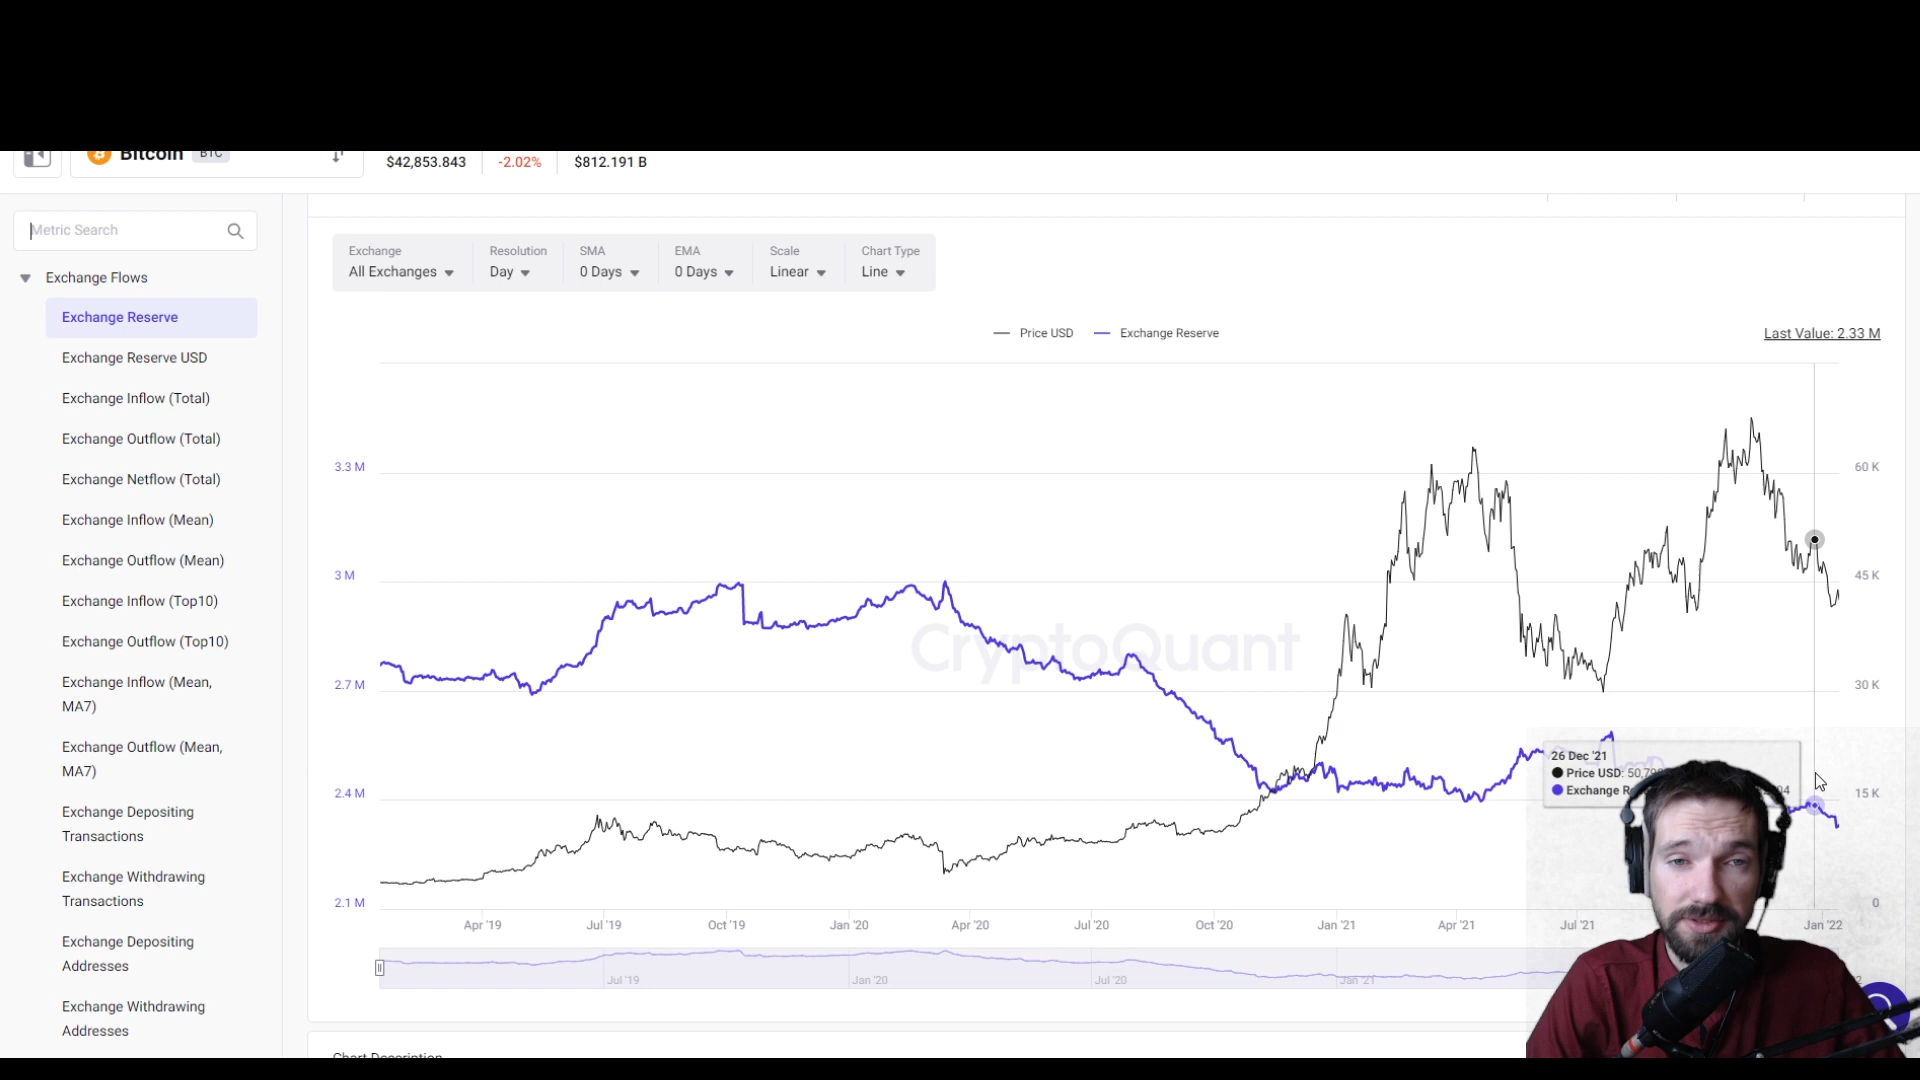 Bitcoin BTC
$42,853.843 -2.02% $812.191 B
Metric Search
Exchange Flows
Exchange Reserve
Exchange Reserve USD
Exchange Inflow (Total)
Exchange Outflow (Total)
Exchange Netflow (Total)
Exchange Inflow (Mean)
Exchange Outflow (Mean)
Exchange Inflow (Top10)
Exchange Outflow (Top10)
Exchange Inflow (Mean,
MA7)
Exchange Outflow (Mean,
MA7)
Exchange Depositing
Transactions
Exchange Withdrawing
Transactions
Exchange Depositing
Addresses
Exchange Withdrawing
Addresses
Exchange Resolution SMA EMA Scale Chart Type
All Exchanges Day 0 Days 0 Days Linear Line
Price USD Exchange Reserve
Last Value: 2.33 M
3.3 M 60 K
3 M 45 K
CryptoQuant
2.7 M 30 K
2.4 M 15 K
2.1 M 0
26 Dec '21
Price USD:
Exchange
Apr '19 Jul '19 Oct '19 Jan '20 Apr '20 Jul '20 Oct '20 Jan '21 Apr '21 Jul '21 Jan '22
Jul '19 Jan '20 Jul '20 Jan '21
Chart Description